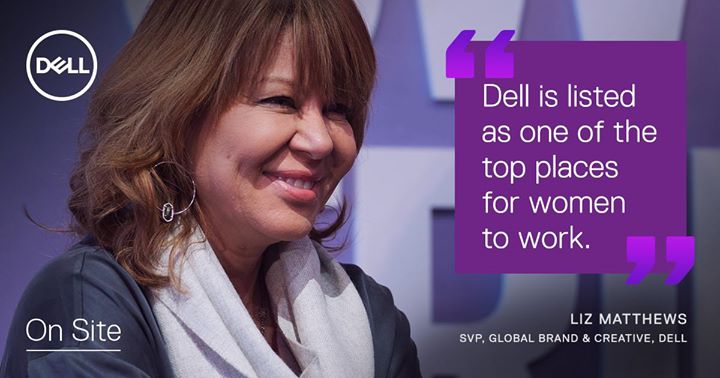 DELL
Dell is listed
as one of the
top places
for women
to work.
LIZ MATTHEWS
SVP, GLOBAL BRAND & CREATIVE, DELL
On Site